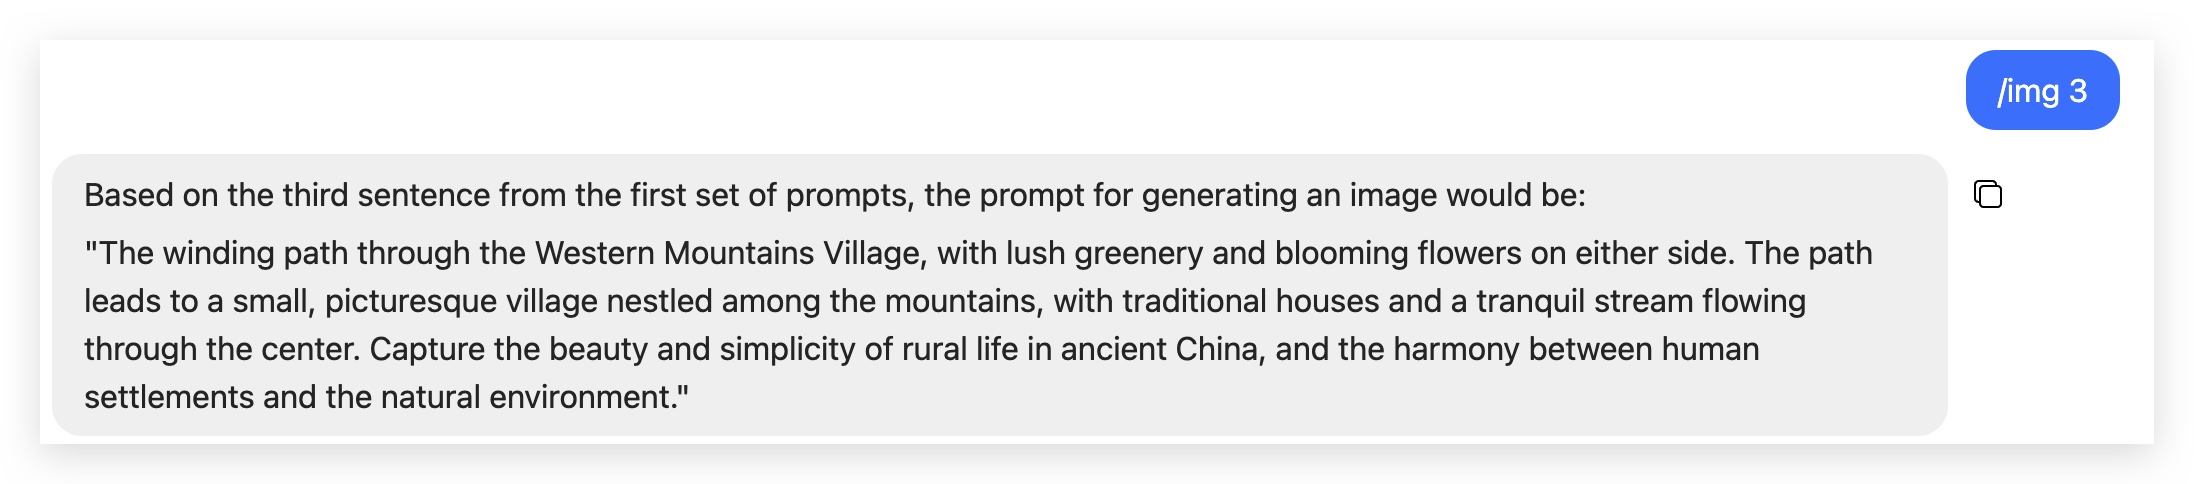 /img 3
Based on the third sentence from the first set of prompts, the prompt for generating an image would be:
"The winding path through the Western Mountains Village, with lush greenery and blooming flowers on either side. The path
leads to a small, picturesque village nestled among the mountains, with traditional houses and a tranquil stream flowing
through the center. Capture the beauty and simplicity of rural life in ancient China, and the harmony between human
settlements and the natural environment."